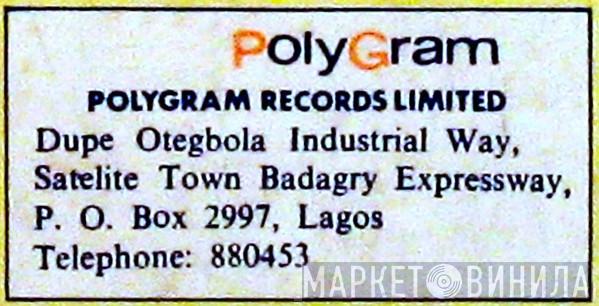 PolyGram
POLYGRAM RECORDS LIMITED
Dupe Otegbola Industrial Way,
Satelite Town Badagry Expressway,
P. O. Box 2997, Lagos
Telephone: 880453
МАРКЕТ ВИНИЛА